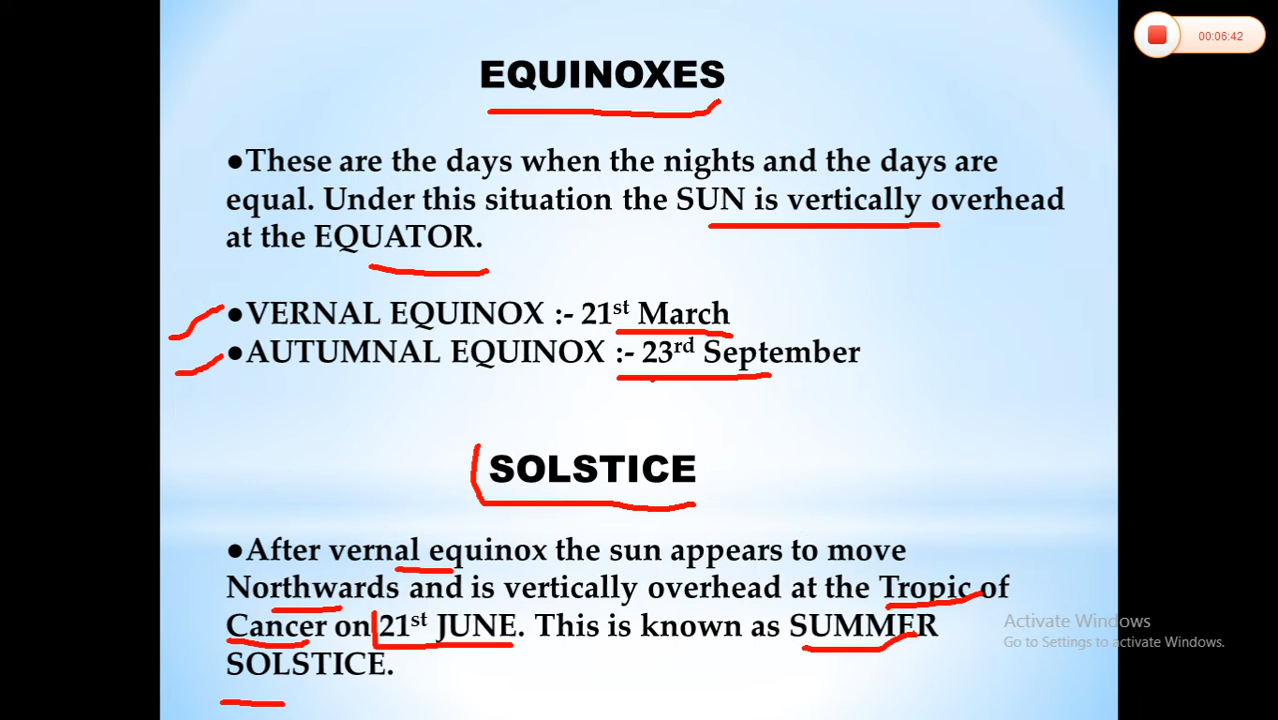 00:06:42
EQUINOXES
●These are the days when the nights and the days are
equal. Under this situation the SUN is vertically overhead
at the EQUATOR.
●VERNAL EQUINOX :- 21st March
●AUTUMNAL EQUINOX :- 23rd September
SOLSTICE
●After vernal equinox the sun appears to move
Northwards and is vertically overhead at the Tropic of
Cancer on 21st JUNE. This is known as SUMMER
SOLSTICE.
Activate Windows
Go to Settings to activate Windows.